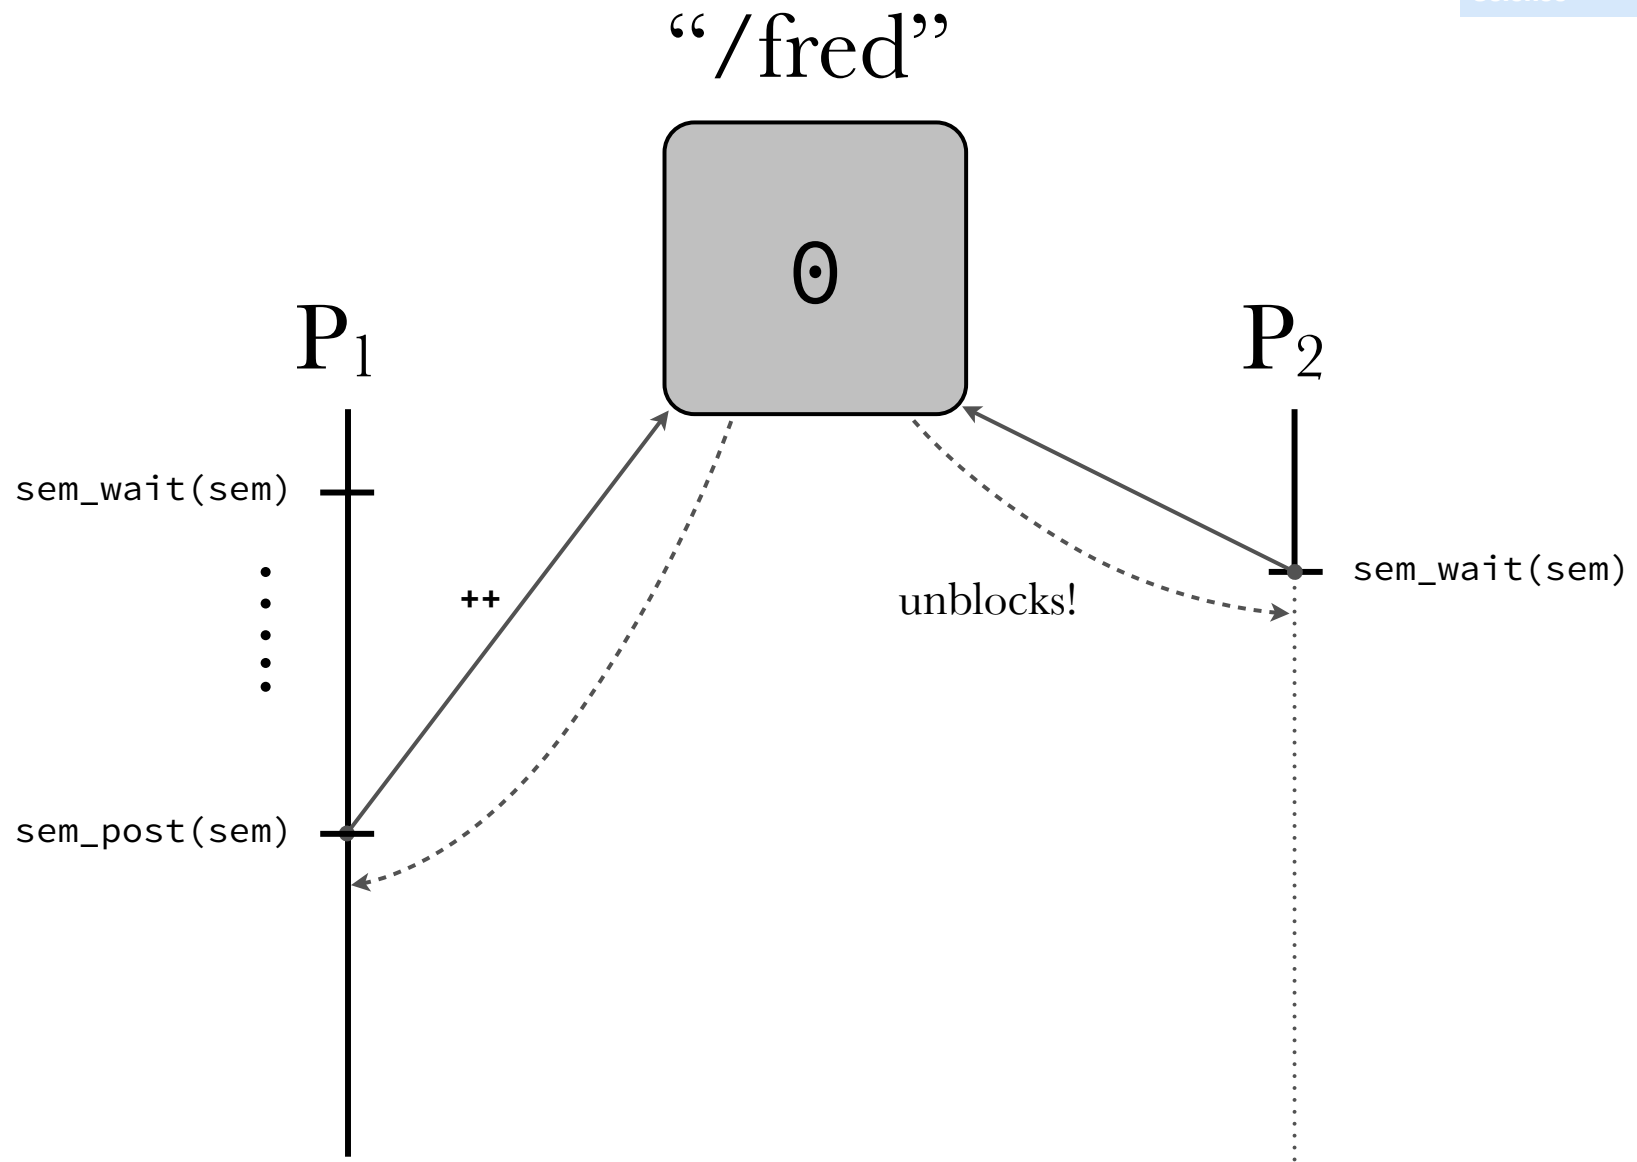 “/fred”
0
P1
P2
sem_wait(sem)
sem_wait(sem)
++
unblocks!
sem_post(sem)